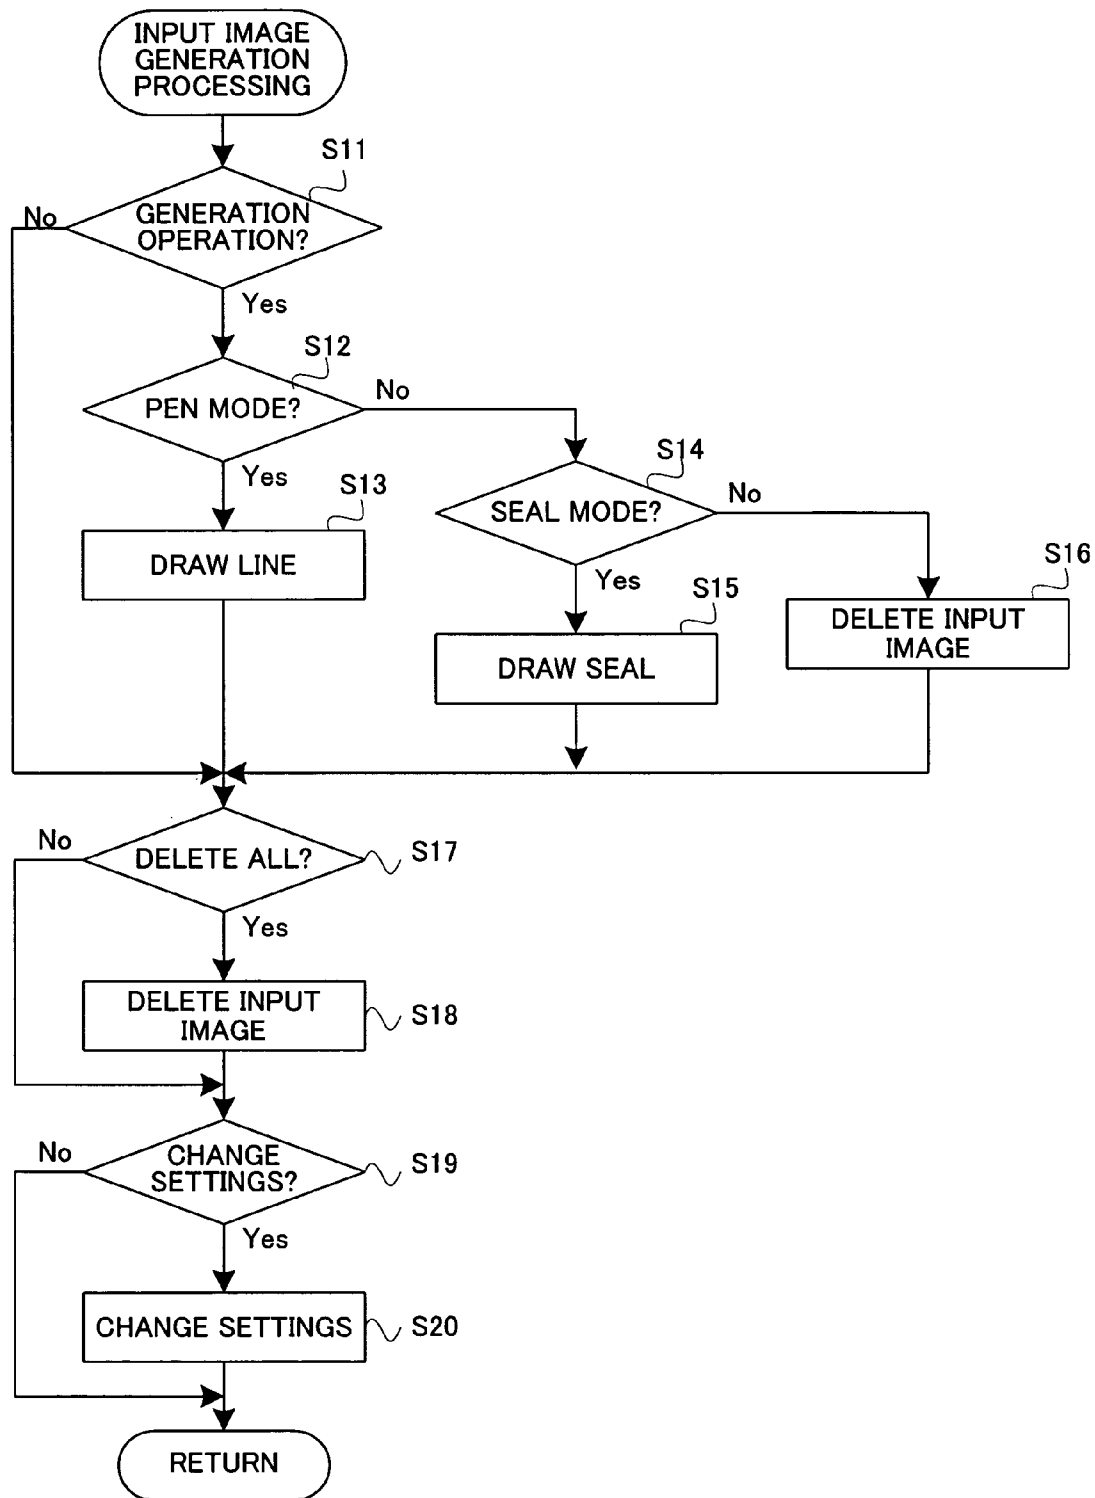 INPUT IMAGE
GENERATION
PROCESSING
S11
No
GENERATION
OPERATION?
Yes
S12
No
PEN MODE?
Yes
S14
No
SEAL MODE?
S13
DRAW LINE
Yes
S16
S15
DELETE INPUT
IMAGE
DRAW SEAL
No
DELETE ALL?
S17
Yes
DELETE INPUT
IMAGE
S18
No
CHANGE
SETTINGS?
S19
Yes
CHANGE SETTINGS
S20
RETURN